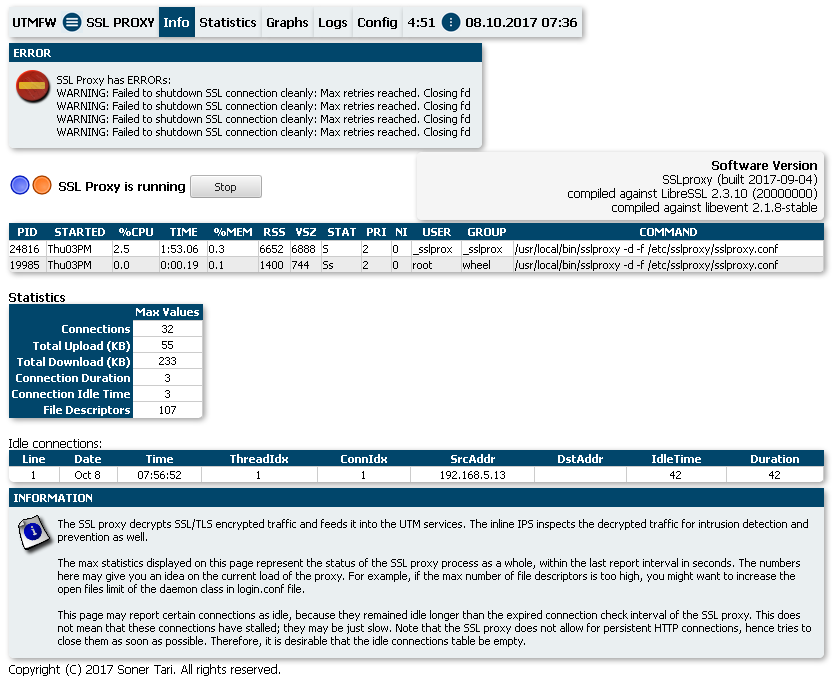 UTMFW SSL PROXY Info Statistics Graphs Logs Config 4:51 08.10.2017 07:36
ERROR
SSL Proxy has ERRORs:
WARNING: Failed to shutdown SSL connection cleanly: Max retries reached. Closing fd
WARNING: Failed to shutdown SSL connection cleanly: Max retries reached. Closing fd
WARNING: Failed to shutdown SSL connection cleanly: Max retries reached. Closing fd
WARNING: Failed to shutdown SSL connection cleanly: Max retries reached. Closing fd
SSL Proxy is running Stop
Software Version
SSLproxy (built 2017-09-04)
compiled against LibreSSL 2.3.10 (20000000)
compiled against libevent 2.1.8-stable
PID STARTED %CPU TIME %MEM RSS VSZ STAT PRI NI USER GROUP COMMAND
24816 Thu03PM 2.5 1:53.06 0.3 6652 6888 S 2 0 _sslprox _sslprox /usr/local/bin/sslproxy -d -f /etc/sslproxy/sslproxy.conf
19985 Thu03PM 0.0 0:00.19 0.1 1400 744 Ss 2 0 root wheel /usr/local/bin/sslproxy -d -f /etc/sslproxy/sslproxy.conf
Statistics
Max Values
Connections 32
Total Upload (KB) 55
Total Download (KB) 233
Connection Duration 3
Connection Idle Time 3
File Descriptors 107
Idle connections:
Line Date Time ThreadIdx ConnIdx SrcAddr DstAddr IdleTime Duration
1 Oct 8 07:56:52 1 1 192.168.5.13 42 42
INFORMATION
The SSL proxy decrypts SSL/TLS encrypted traffic and feeds it into the UTM services. The inline IPS inspects the decrypted traffic for intrusion detection and
prevention as well.
The max statistics displayed on this page represent the status of the SSL proxy process as a whole, within the last report interval in seconds. The numbers
here may give you an idea on the current load of the proxy. For example, if the max number of file descriptors is too high, you might want to increase the
open files limit of the daemon class in login.conf file.
This page may report certain connections as idle, because they remained idle longer than the expired connection check interval of the SSL proxy. This does
not mean that these connections have stalled; they may be just slow. Note that the SSL proxy does not allow for persistent HTTP connections, hence tries to
close them as soon as possible. Therefore, it is desirable that the idle connections table be empty.
Copyright (C) 2017 Soner Tari. All rights reserved.